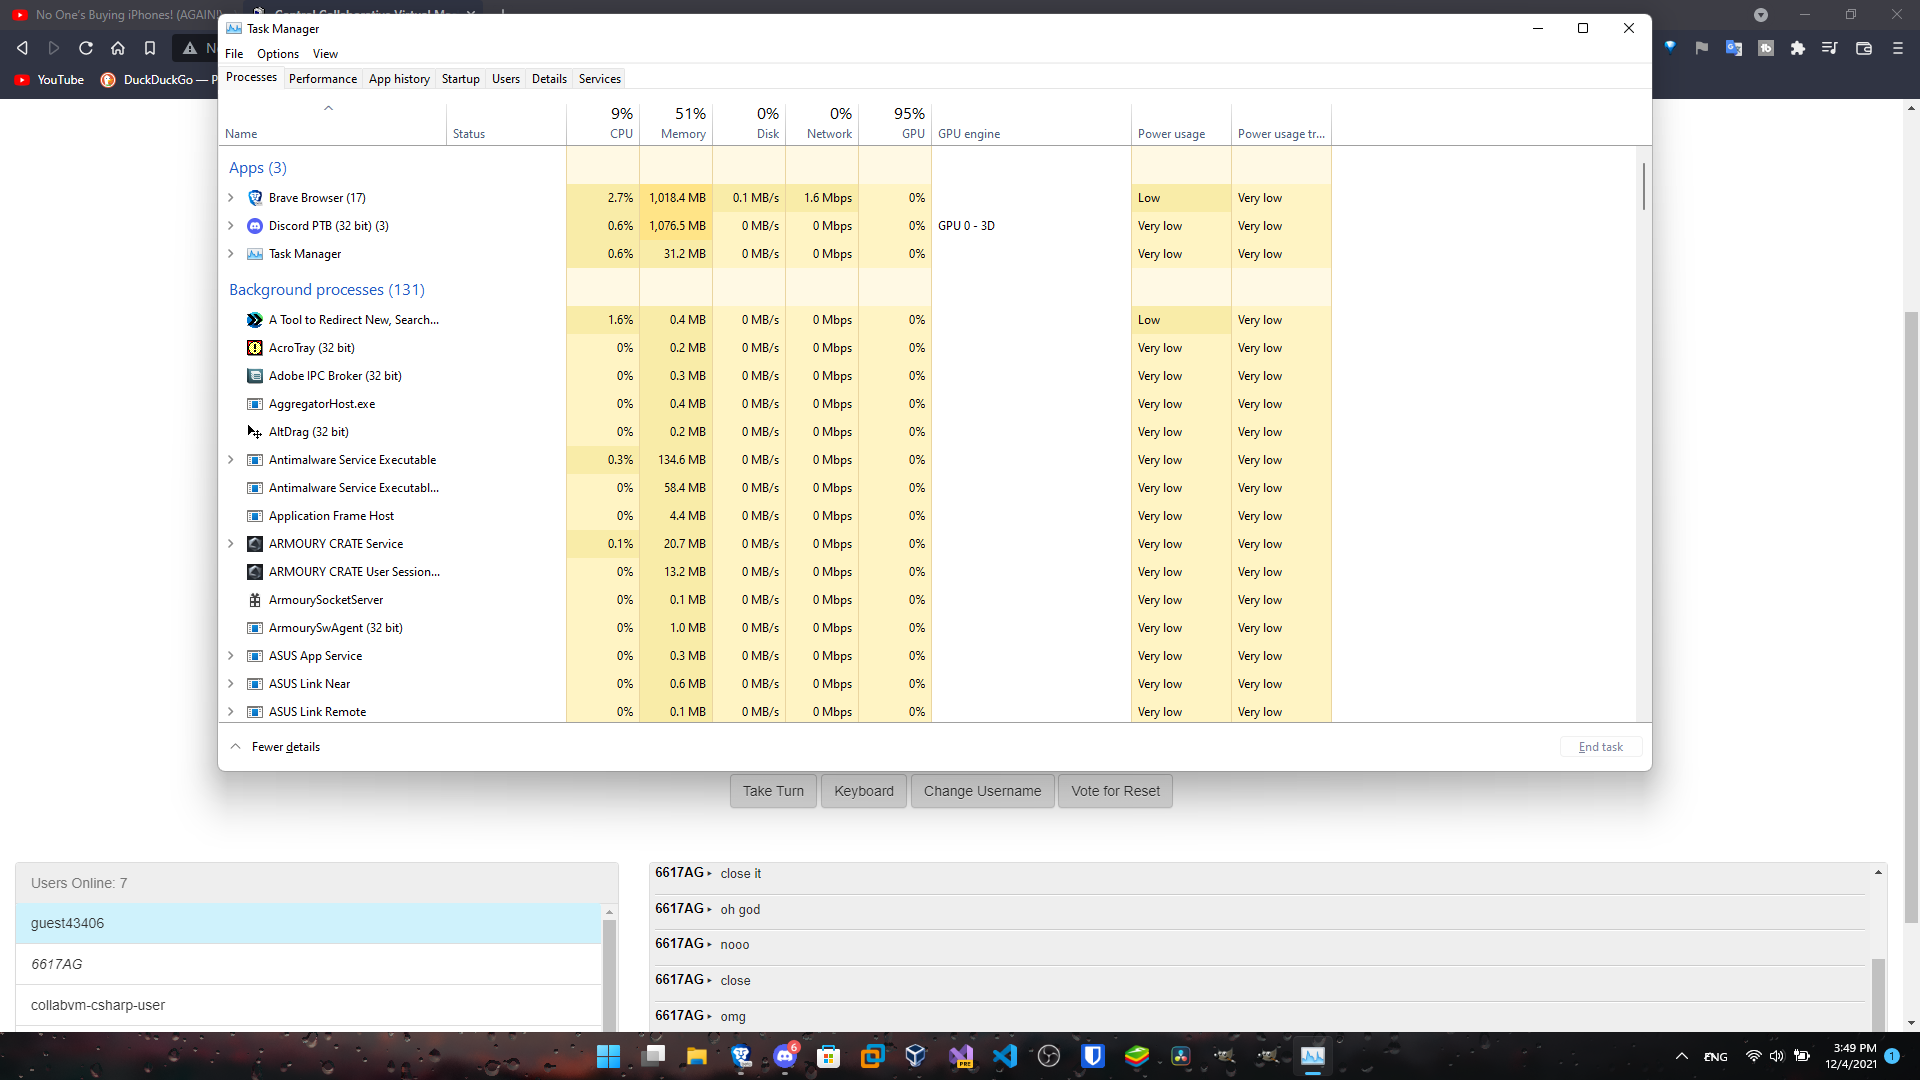 No One's Buying iPhones! (AGAIN!)
Task Manager
File Options View
YouTube
DuckDuckGo — P
Processes Performance App history Startup Users Details Services
9% 51% 0% 0% 95%
Name Status CPU Memory Disk Network GPU GPU engine Power usage Power usage tr...
Apps (3)
Brave Browser (17) 2.7% 1,018.4 MB 0.1 MB/s 1.6 Mbps 0% Low Very low
Discord PTB (32 bit) (3) 0.6% 1,076.5 MB 0 MB/s 0 Mbps 0% GPU 0 - 3D Very low Very low
Task Manager 0.6% 31.2 MB 0 MB/s 0 Mbps 0% Very low Very low
Background processes (131)
A Tool to Redirect New, Search... 1.6% 0.4 MB 0 MB/s 0 Mbps 0% Low Very low
AcroTray (32 bit) 0% 0.2 MB 0 MB/s 0 Mbps 0% Very low Very low
Adobe IPC Broker (32 bit) 0% 0.3 MB 0 MB/s 0 Mbps 0% Very low Very low
AggregatorHost.exe 0% 0.4 MB 0 MB/s 0 Mbps 0% Very low Very low
AltDrag (32 bit) 0% 0.2 MB 0 MB/s 0 Mbps 0% Very low Very low
Antimalware Service Executable 0.3% 134.6 MB 0 MB/s 0 Mbps 0% Very low Very low
Antimalware Service Executabl... 0% 58.4 MB 0 MB/s 0 Mbps 0% Very low Very low
Application Frame Host 0% 4.4 MB 0 MB/s 0 Mbps 0% Very low Very low
ARMOURY CRATE Service 0.1% 20.7 MB 0 MB/s 0 Mbps 0% Very low Very low
ARMOURY CRATE User Session... 0% 13.2 MB 0 MB/s 0 Mbps 0% Very low Very low
ArmourySocketServer 0% 0.1 MB 0 MB/s 0 Mbps 0% Very low Very low
ArmourySwAgent (32 bit) 0% 1.0 MB 0 MB/s 0 Mbps 0% Very low Very low
ASUS App Service 0% 0.3 MB 0 MB/s 0 Mbps 0% Very low Very low
ASUS Link Near 0% 0.6 MB 0 MB/s 0 Mbps 0% Very low Very low
ASUS Link Remote 0% 0.1 MB 0 MB/s 0 Mbps 0% Very low Very low
Fewer details End task
Take Turn Keyboard Change Username Vote for Reset
Users Online: 7
guest43406
6617AG
collabvm-csharp-user
6617AG ▸ close it
6617AG ▸ oh god
6617AG ▸ nooo
6617AG ▸ close
6617AG ▸ omg
6
PRE
ENG
3:49 PM
12/4/2021
1